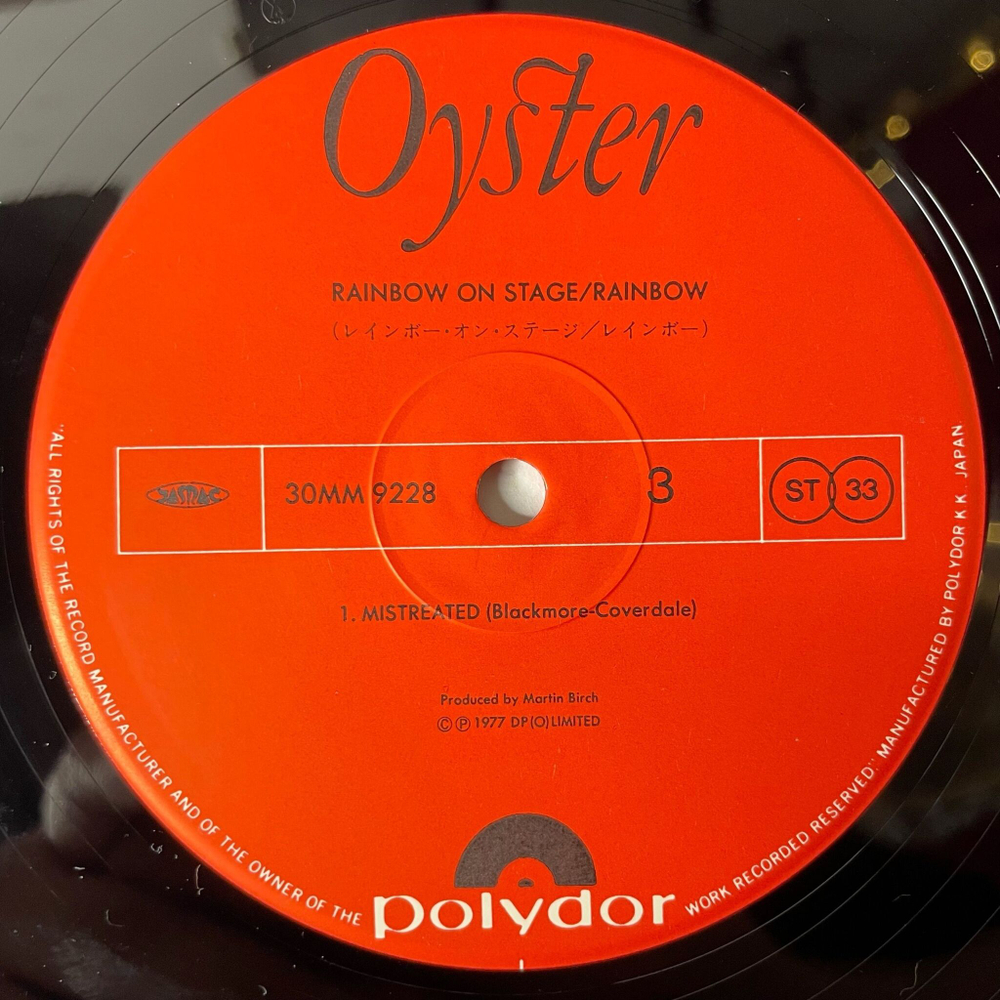 Oyster
RAINBOW ON STAGE/RAINBOW
(レインボー・オン・ステージ／レインボー)
JASRAC
30MM 9228
3
ST 33
1. MISTREATED (Blackmore-Coverdale)
Produced by Martin Birch
©℗ 1977 DP (O) LIMITED
polydor
"ALL RIGHTS OF THE RECORD MANUFACTURER AND OF THE OWNER OF THE WORK RECORDED RESERVED." MANUFACTURED BY POLYDOR K K JAPAN